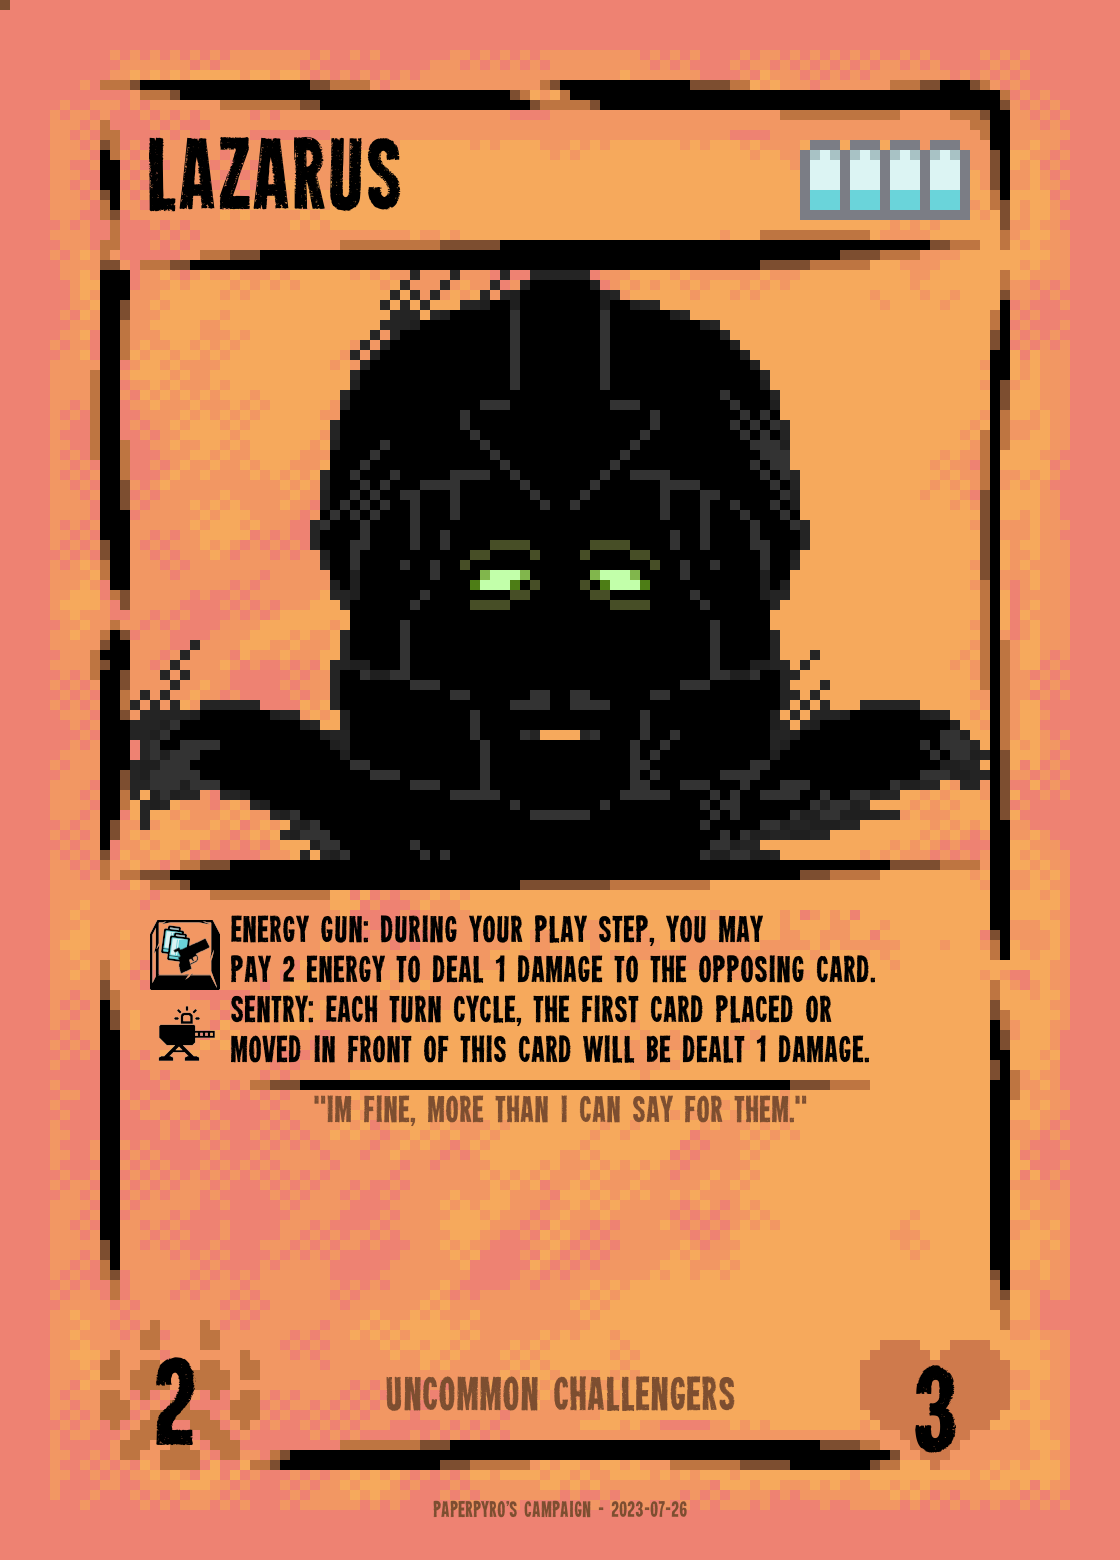 LAZARUS
ENERGY GUN: DURING YOUR PLAY STEP, YOU MAY
PAY 2 ENERGY TO DEAL 1 DAMAGE TO THE OPPOSING CARD.
SENTRY: EACH TURN CYCLE, THE FIRST CARD PLACED OR
MOVED IN FRONT OF THIS CARD WILL BE DEALT 1 DAMAGE.
"IM FINE, MORE THAN I CAN SAY FOR THEM."
2
UNCOMMON CHALLENGERS
3
PAPERPYRO'S CAMPAIGN - 2023-07-26